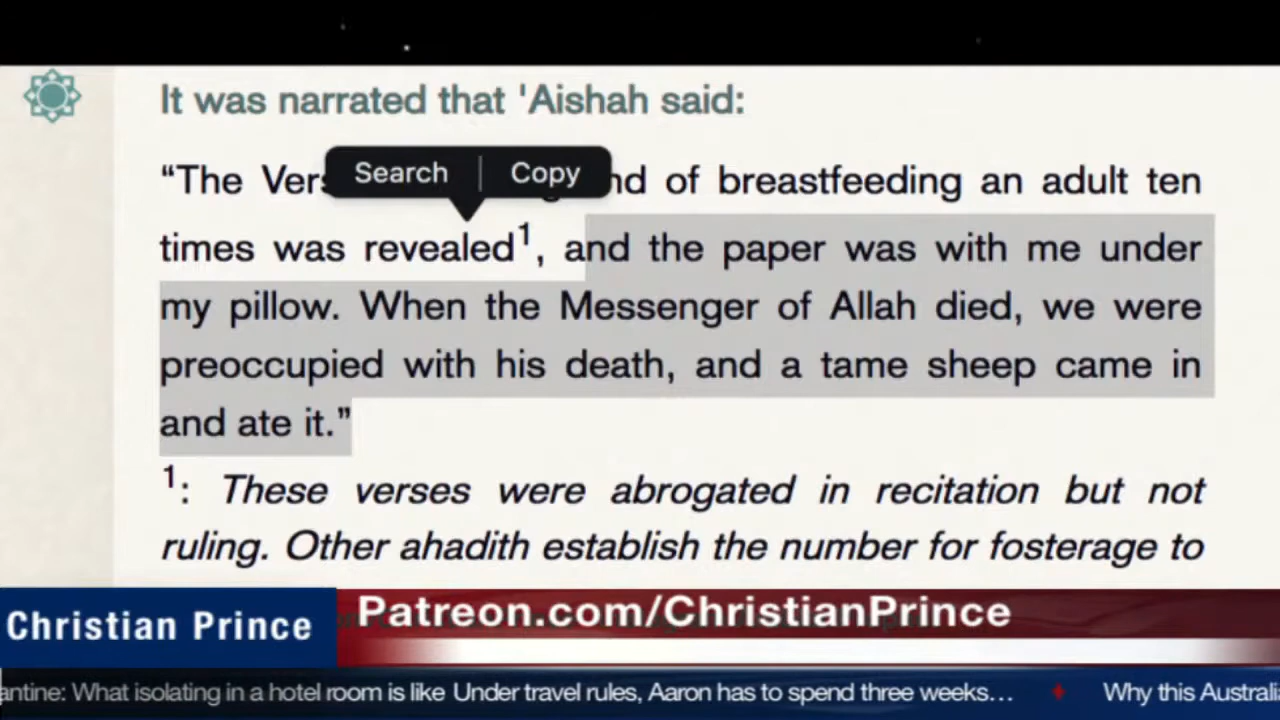 It was narrated that 'Aishah said:
Search | Copy
“The nd of breastfeeding an adult ten
times was revealed1, and the paper was with me under
my pillow. When the Messenger of Allah died, we were
preoccupied with his death, and a tame sheep came in
and ate it.”
1: These verses were abrogated in recitation but not
ruling. Other ahadith establish the number for fosterage to
Christian Prince
Patreon.com/ChristianPrince
antine: What isolating in a hotel room is like Under travel rules, Aaron has to spend three weeks... Why this Australi